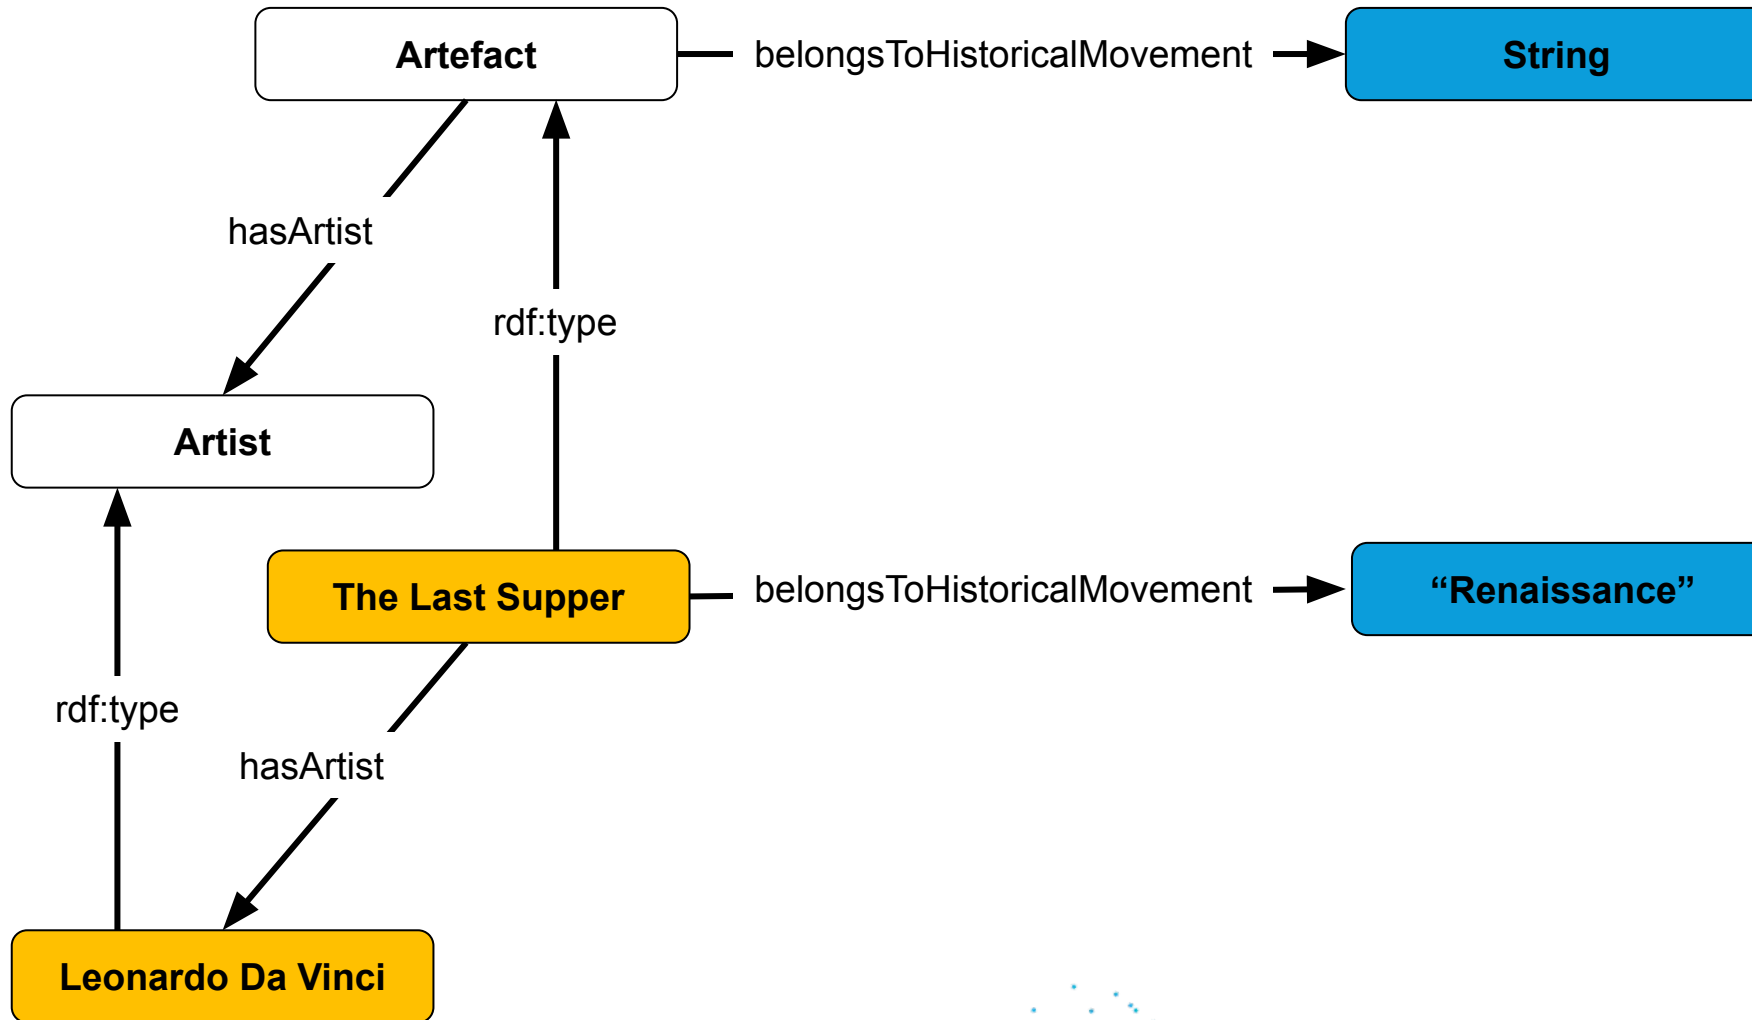 Artefact
belongsToHistoricalMovement
String
hasArtist
rdf:type
Artist
The Last Supper
belongsToHistoricalMovement
“Renaissance”
rdf:type
hasArtist
Leonardo Da Vinci